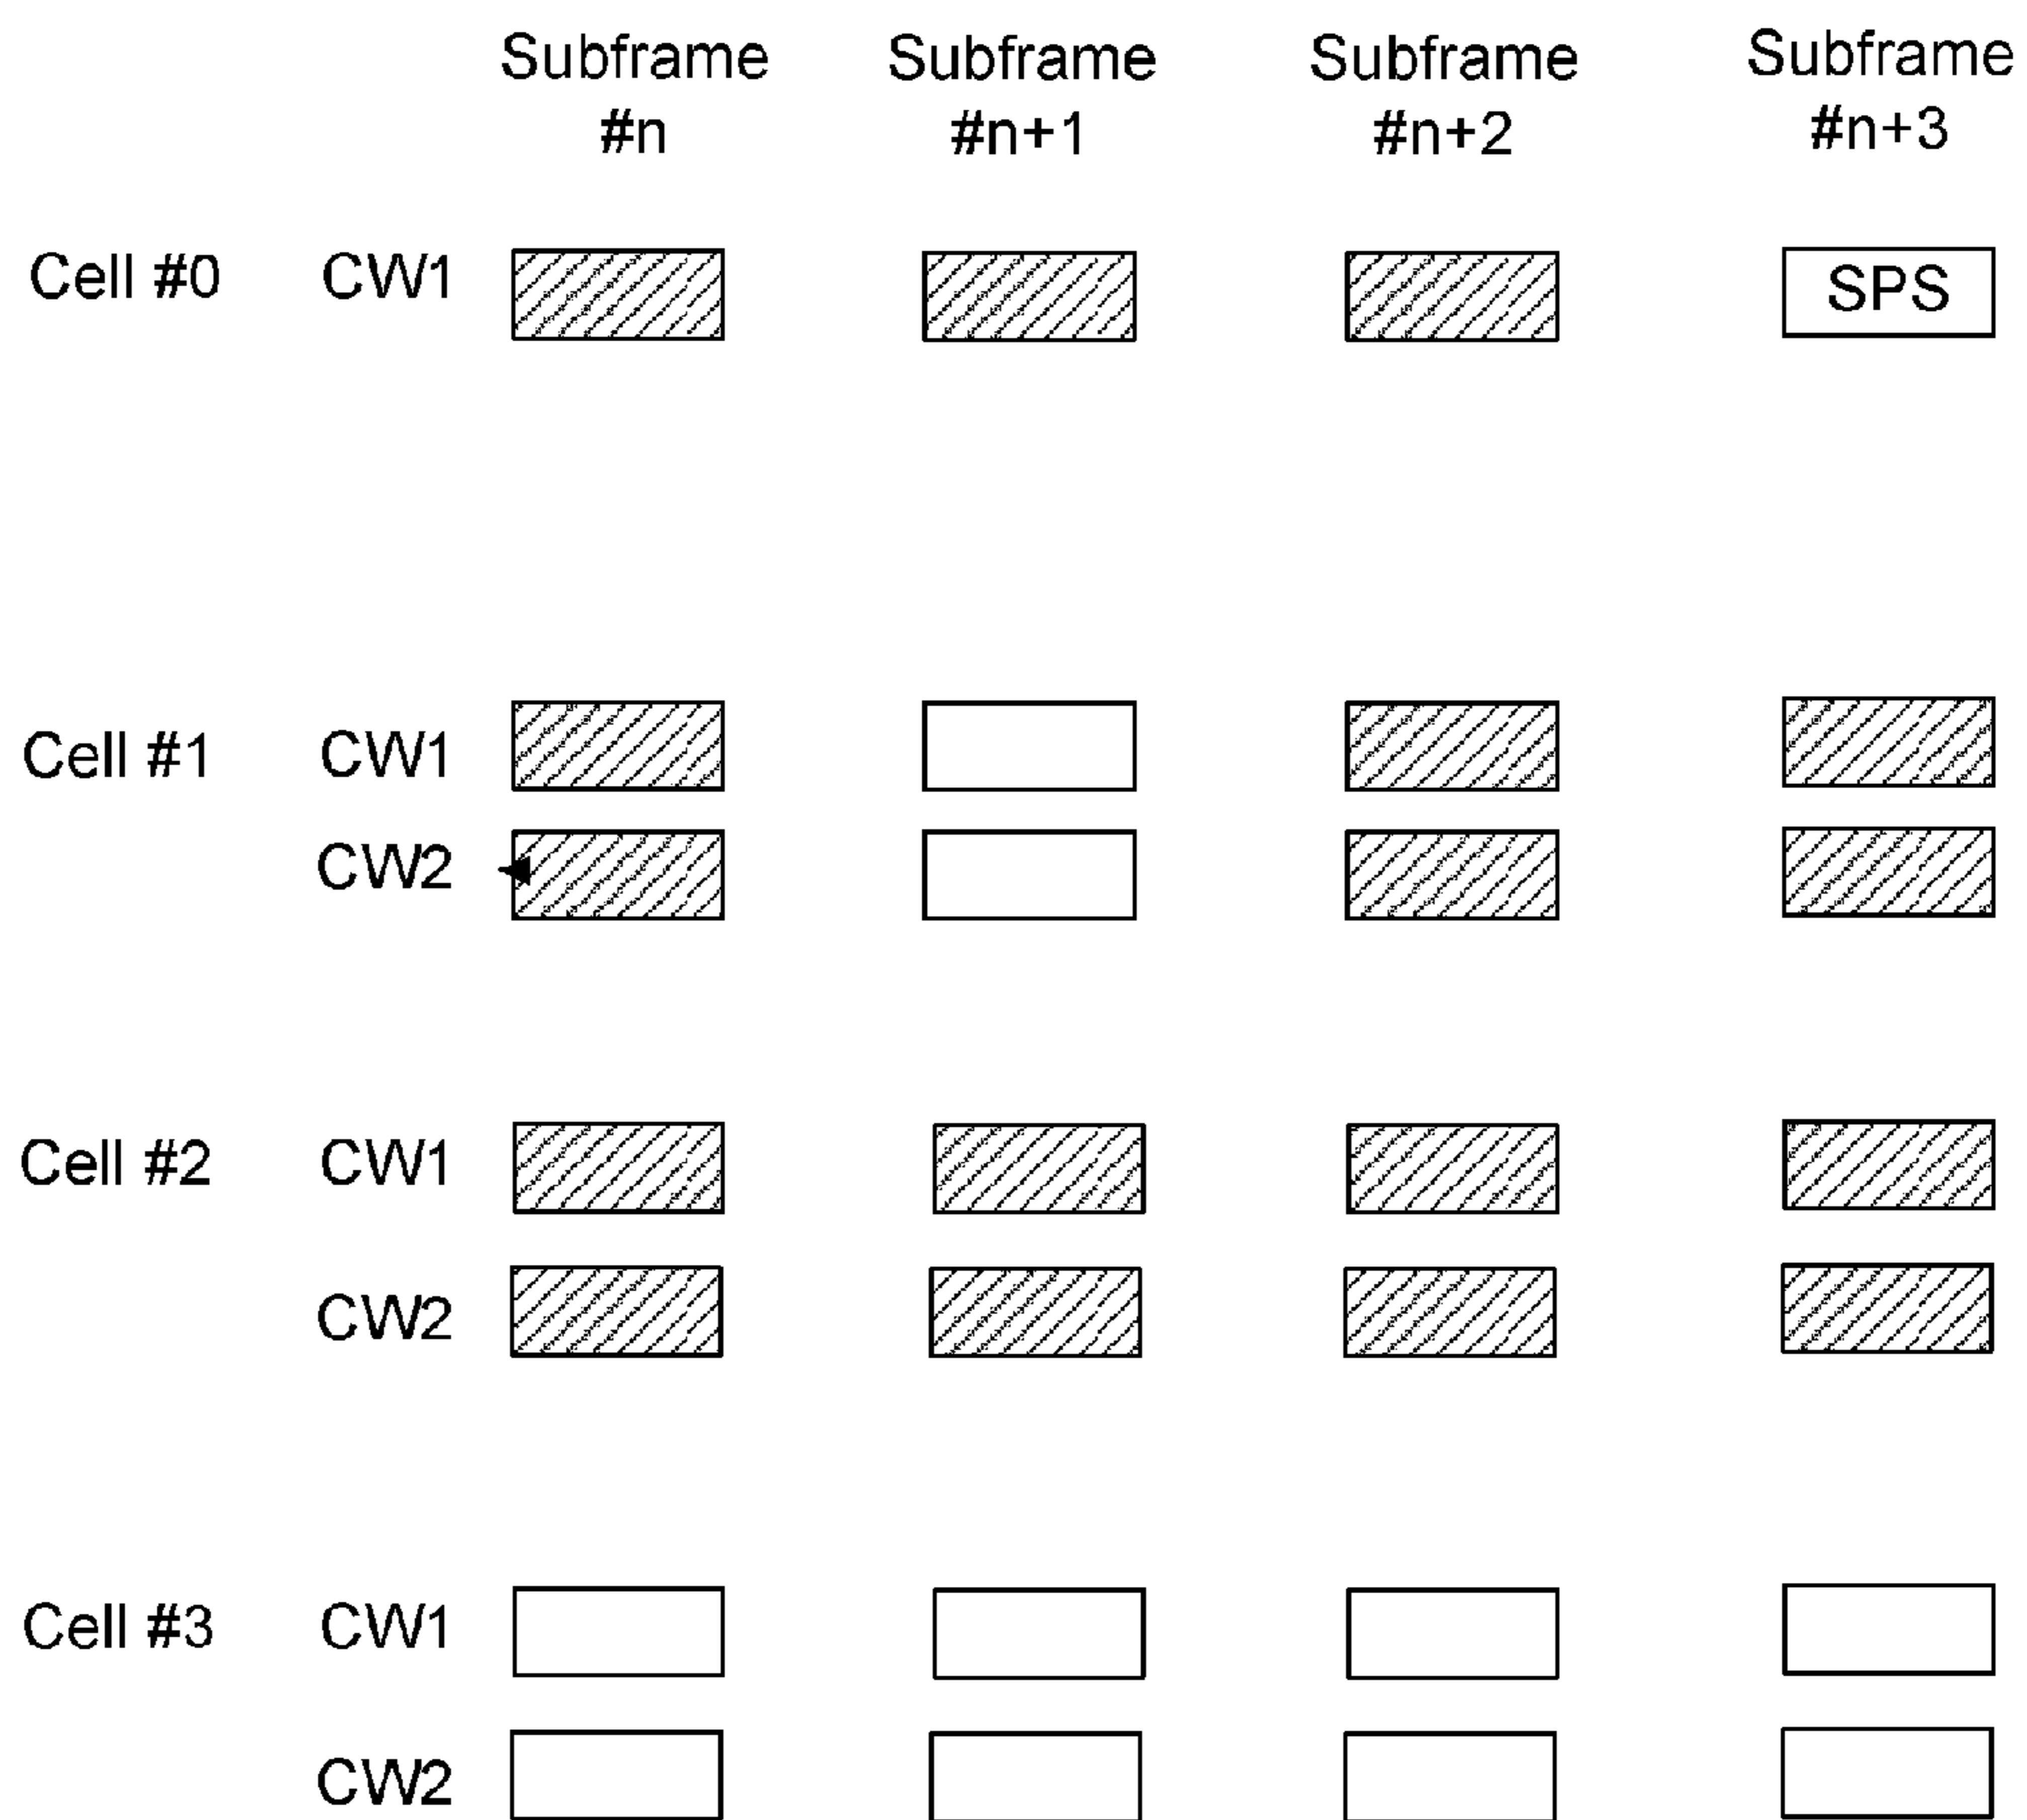 Subframe #n Subframe #n+1 Subframe #n+2 Subframe #n+3
Cell #0 CW1 SPS
Cell #1 CW1
CW2
Cell #2 CW1
CW2
Cell #3 CW1
CW2